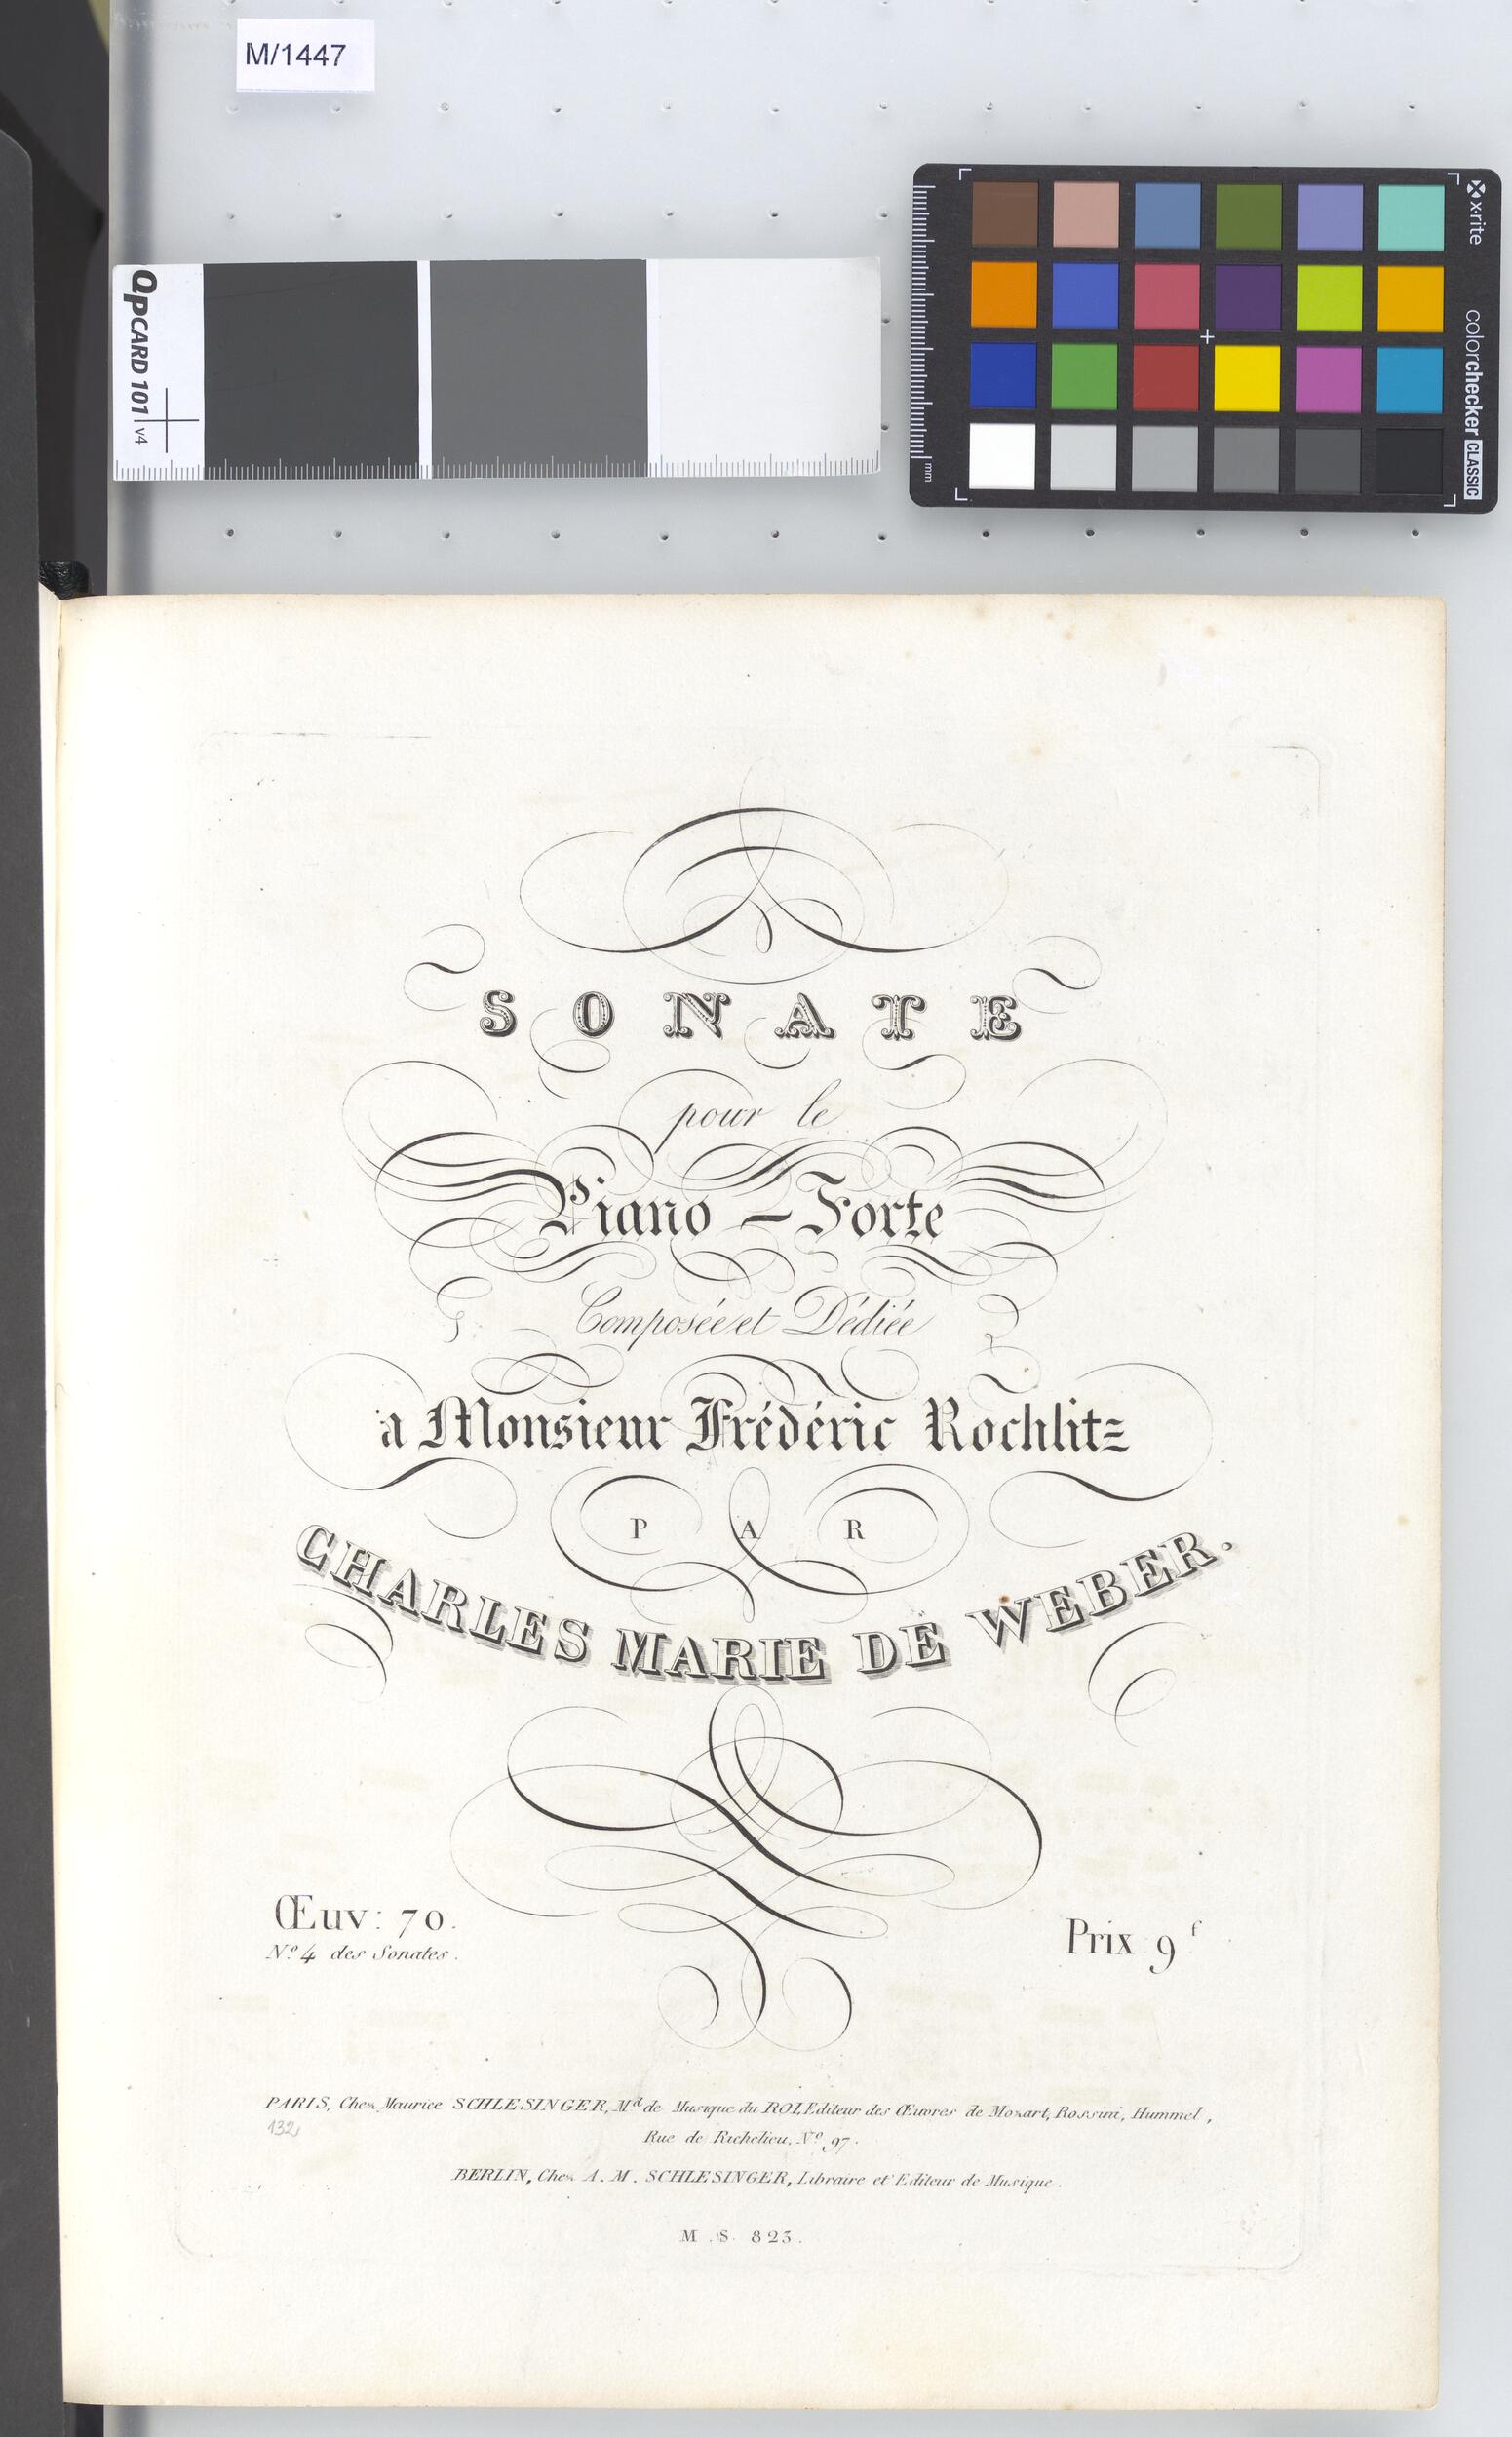 M/1447
QpCARD 101 v4
x·rite
colorchecker CLASSIC
mm
SONATE
pour le
Piano - Forte
Composée et Dédiée
a Monsieur Frédéric Rochlitz
PAR
CHARLES MARIE DE WEBER.
Œuv: 70.
Nº 4 des Sonates.
Prix 9 f
PARIS, Chez Maurice SCHLESINGER, Md de Musique du ROI, Editeur des Œuvres de Mozart, Rossini, Hummel,
132
Rue de Richelieu, Nº 97.
BERLIN, Chez A. M. SCHLESINGER, Libraire et Editeur de Musique.
M. S. 823.